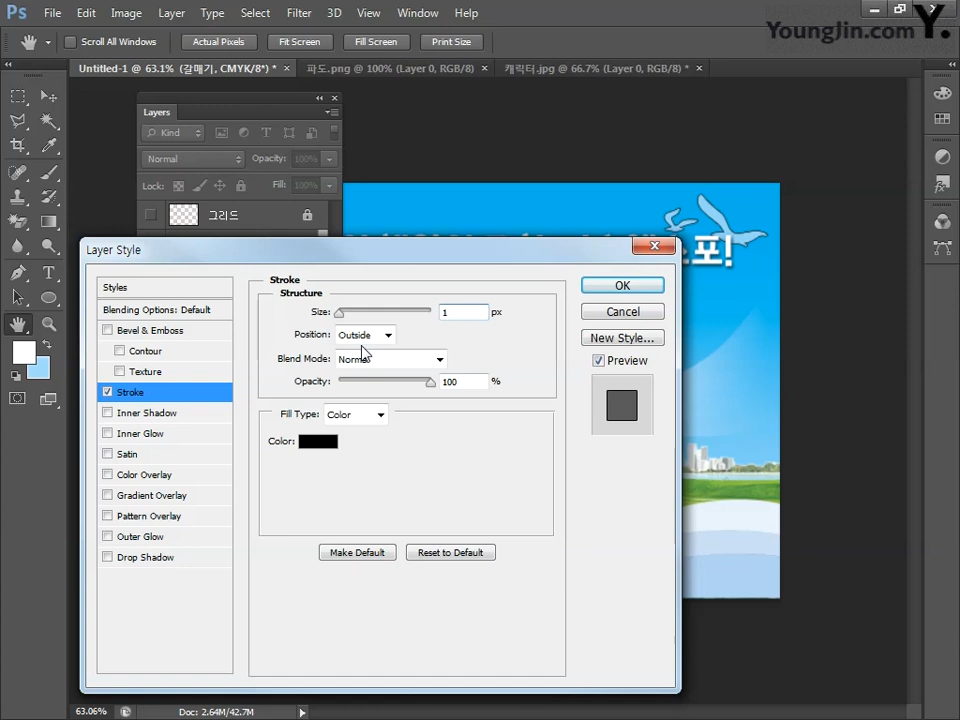 Ps File Edit Image Layer Type Select Filter 3D View Window Help
YoungJin.com Y.
Scroll All Windows Actual Pixels Fit Screen Fill Screen Print Size
Untitled-1 @ 63.1% (갈매기, CMYK/8*) * × 파도.png @ 100% (Layer 0, RGB/8) × 캐릭터.jpg @ 66.7% (Layer 0, RGB/8) * ×
Layers
Kind
Normal Opacity: 100%
Lock: Fill: 100%
그리드
포!
Layer Style
Styles
Blending Options: Default
Bevel & Emboss
Contour
Texture
Stroke
Inner Shadow
Inner Glow
Satin
Color Overlay
Gradient Overlay
Pattern Overlay
Outer Glow
Drop Shadow
Stroke
Structure
Size: 1 px
Position: Outside
Blend Mode: Normal
Opacity: 100 %
Fill Type: Color
Color:
Make Default Reset to Default
OK
Cancel
New Style...
Preview
63.06% Doc: 2.64M/42.7M